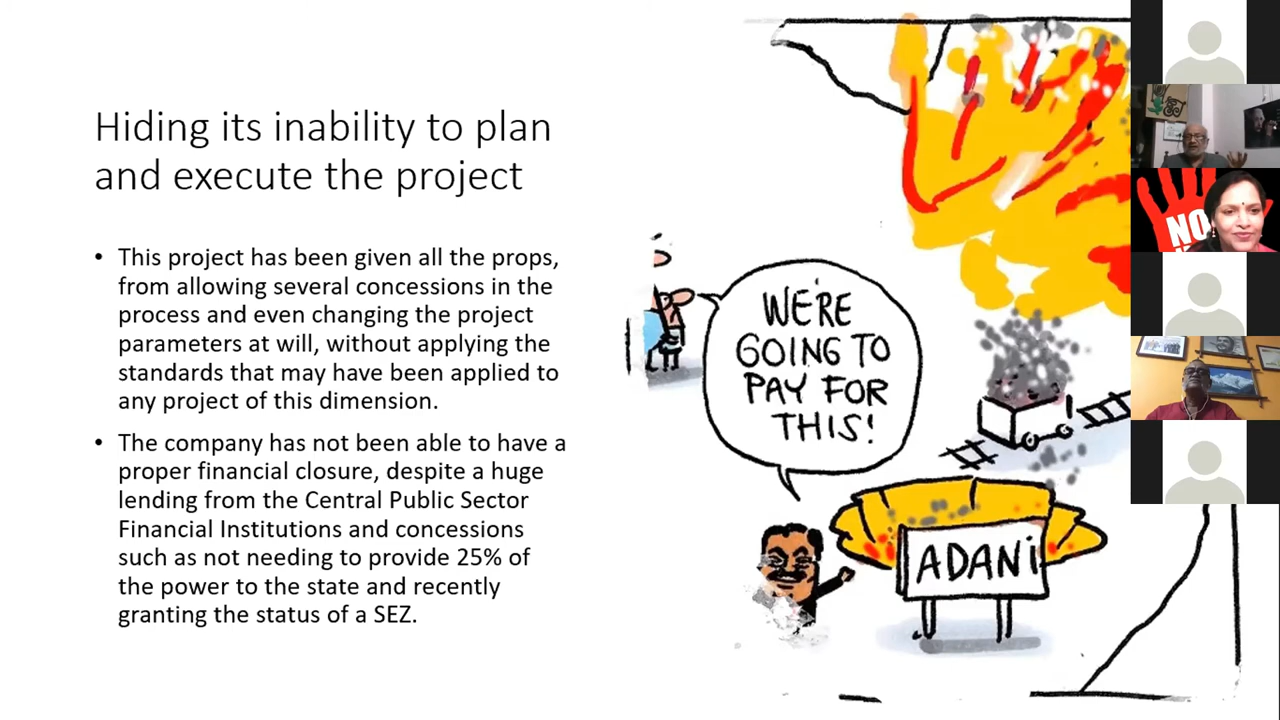 Hiding its inability to plan
and execute the project
• This project has been given all the props,
from allowing several concessions in the
process and even changing the project
parameters at will, without applying the
standards that may have been applied to
any project of this dimension.
• The company has not been able to have a
proper financial closure, despite a huge
lending from the Central Public Sector
Financial Institutions and concessions
such as not needing to provide 25% of
the power to the state and recently
granting the status of a SEZ.
WE'RE
GOING TO
PAY FOR
THIS!
ADANi
NO